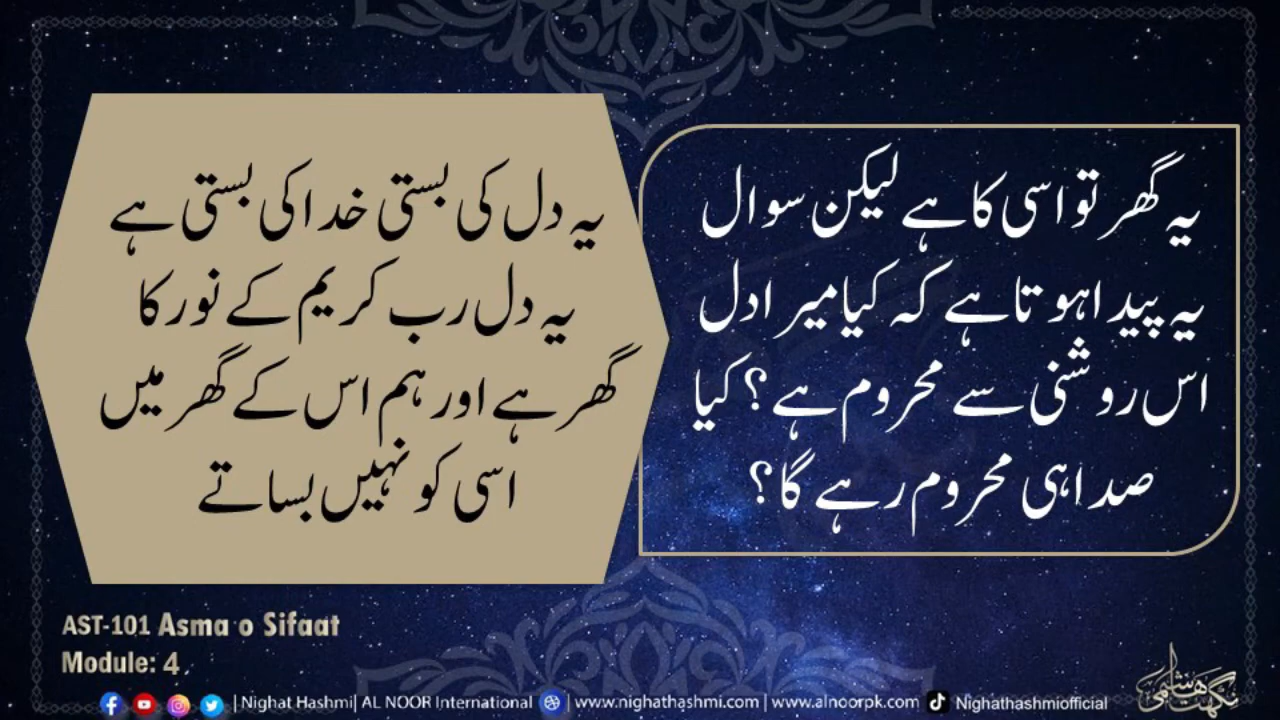 یہ گھر تو اسی کا ہے لیکن سوال
یہ پیدا ہوتا ہے کہ کیا میرا دل
اس روشنی سے محروم ہے؟ کیا
صدا ہی محروم رہے گا؟
یہ دل کی بستی خدا کی بستی ہے
یہ دل رب کریم کے نور کا
گھر ہے اور ہم اس کے گھر میں
اسی کو نہیں بساتے
AST-101 Asma o Sifaat
Module: 4
| Nighat Hashmi| AL NOOR International | www.nighathashmi.com | www.alnoorpk.com Nighathashmiofficial
نگہت ہاشمی